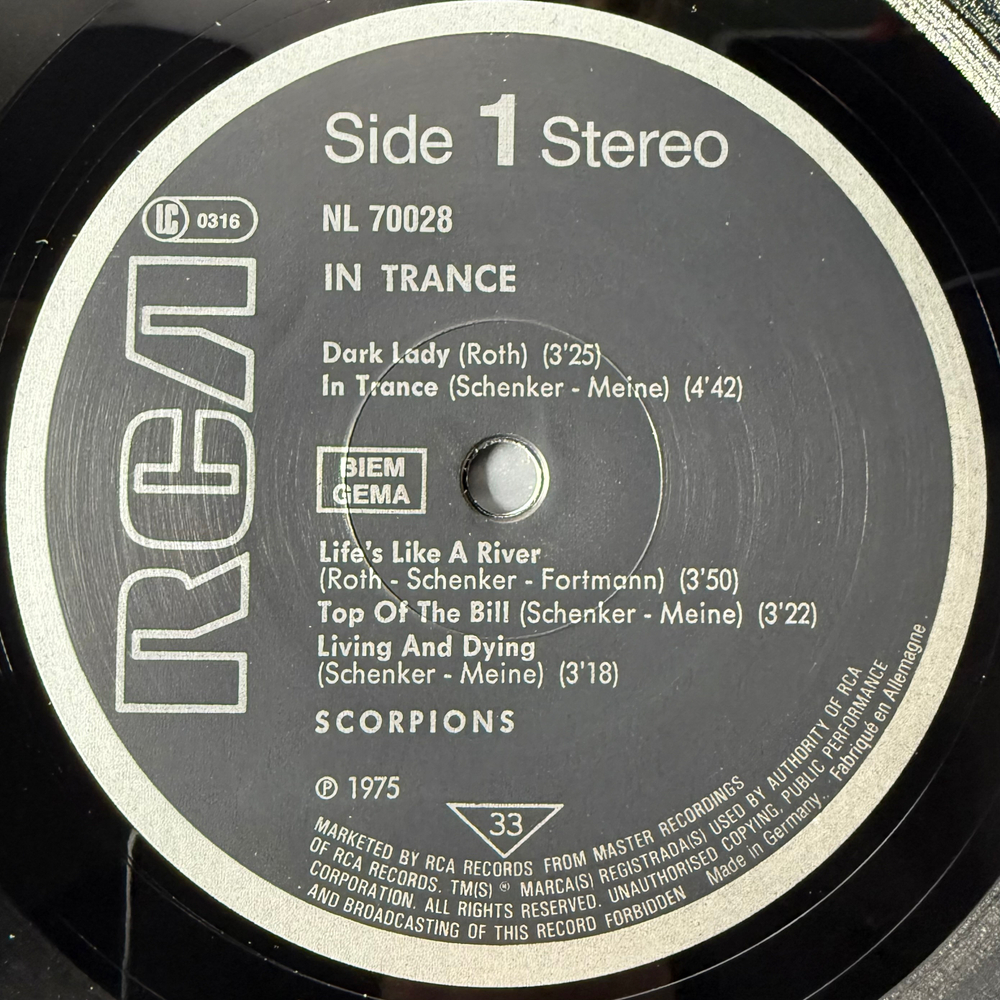 Side 1 Stereo
LC 0316
NL 70028
IN TRANCE
RCA
Dark Lady (Roth) (3'25)
In Trance (Schenker - Meine) (4'42)
BIEM
GEMA
Life's Like A River
(Roth - Schenker - Fortmann) (3'50)
Top Of The Bill (Schenker - Meine) (3'22)
Living And Dying
(Schenker - Meine) (3'18)
SCORPIONS
℗ 1975
33
MARKETED BY RCA RECORDS FROM MASTER RECORDINGS
OF RCA RECORDS. TM(S) ® MARCA(S) REGISTRADA(S) USED BY AUTHORITY OF RCA
CORPORATION. ALL RIGHTS RESERVED. UNAUTHORISED COPYING, PUBLIC PERFORMANCE
AND BROADCASTING OF THIS RECORD FORBIDDEN Made in Germany. Fabriqué en Allemagne.